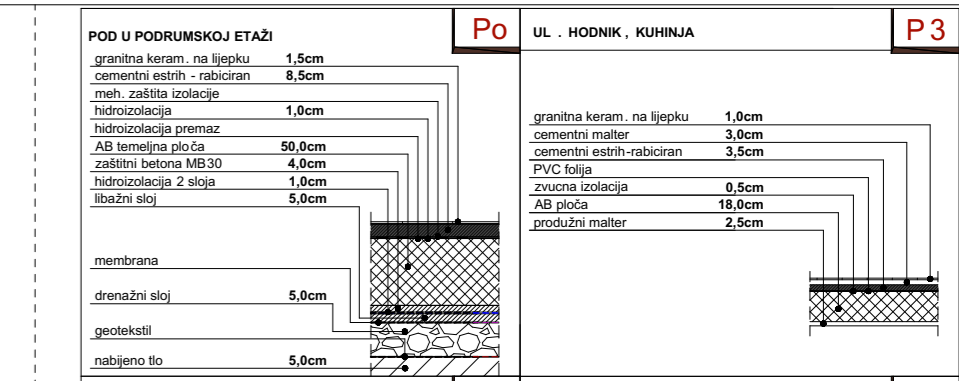 POD U PODRUMSKOJ ETAŽI Po
granitna keram. na lijepku 1,5cm
cementni estrih - rabiciran 8,5cm
meh. zaštita izolacije
hidroizolacija 1,0cm
hidroizolacija premaz
AB temeljna ploča 50,0cm
zaštitni betona MB30 4,0cm
hidroizolacija 2 sloja 1,0cm
libažni sloj 5,0cm
membrana
drenažni sloj 5,0cm
geotekstil
nabijeno tlo 5,0cm
UL . HODNIK , KUHINJA P3
granitna keram. na lijepku 1,0cm
cementni malter 3,0cm
cementni estrih-rabiciran 3,5cm
PVC folija
zvucna izolacija 0,5cm
AB ploča 18,0cm
produžni malter 2,5cm